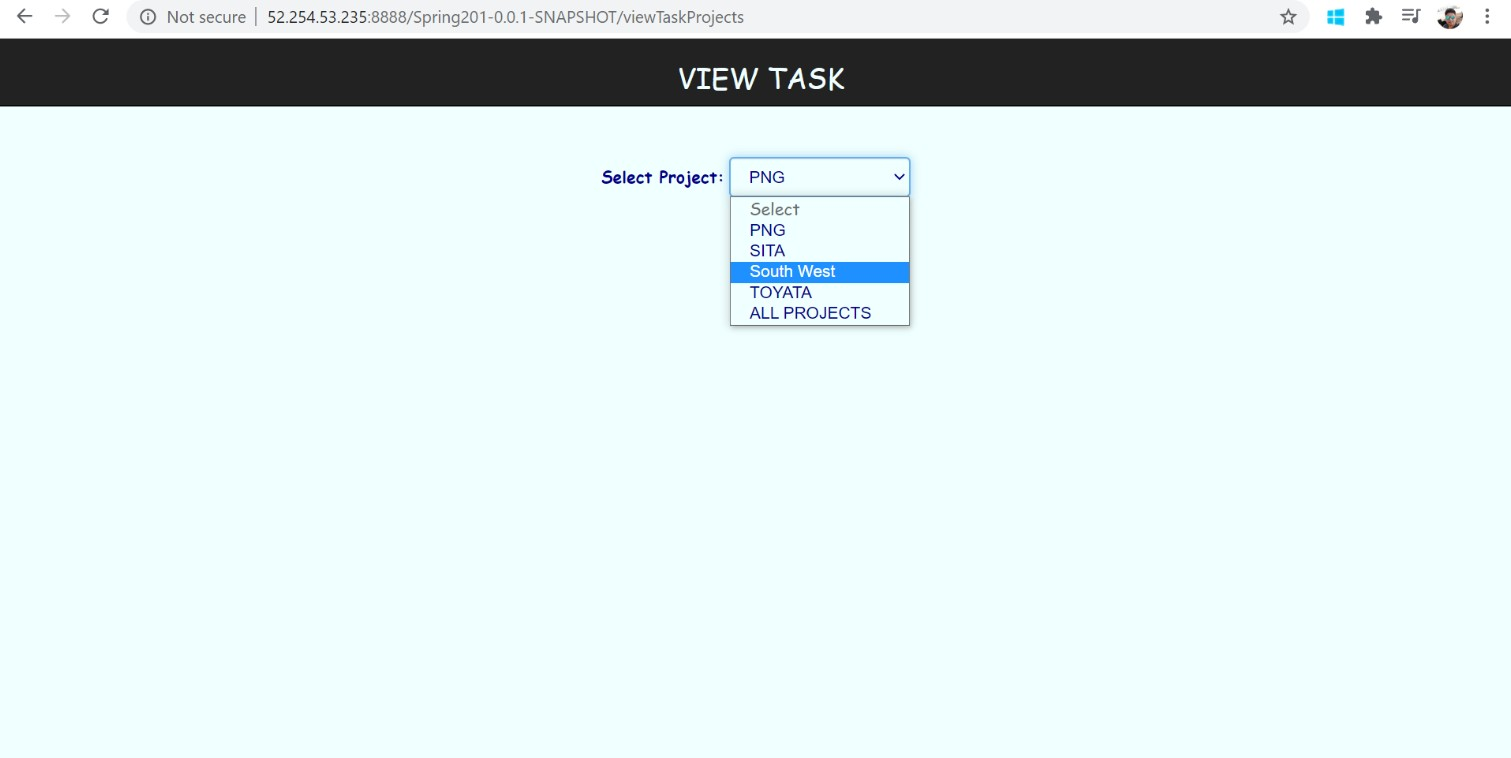 Not secure | 52.254.53.235:8888/Spring201-0.0.1-SNAPSHOT/viewTaskProjects
VIEW TASK
Select Project: PNG
Select
PNG
SITA
South West
TOYATA
ALL PROJECTS